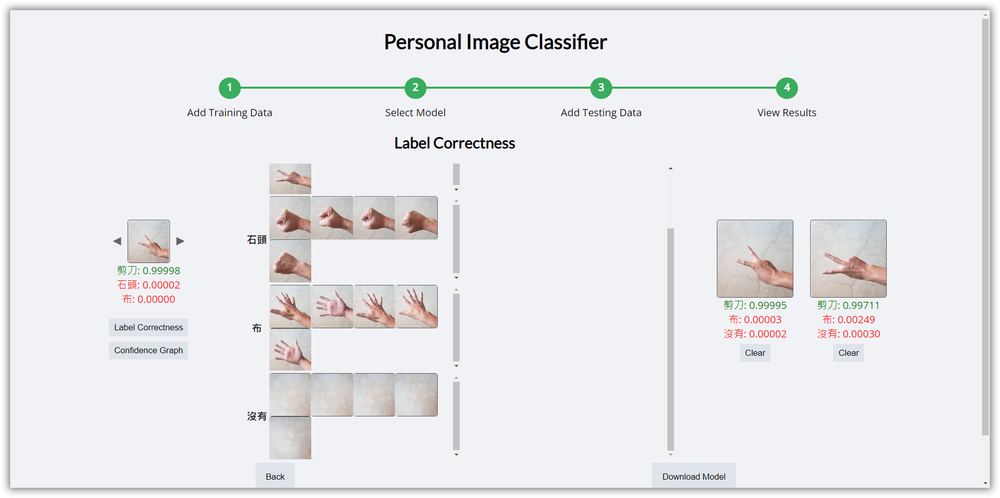 Personal Image Classifier
1
2
3
4
Add Training Data
Select Model
Add Testing Data
View Results
Label Correctness
剪刀: 0.99998
石頭: 0.00002
布: 0.00000
Label Correctness
Confidence Graph
石頭
布
沒有
剪刀: 0.99995
布: 0.00003
沒有: 0.00002
Clear
剪刀: 0.99711
布: 0.00249
沒有: 0.00030
Clear
Back
Download Model